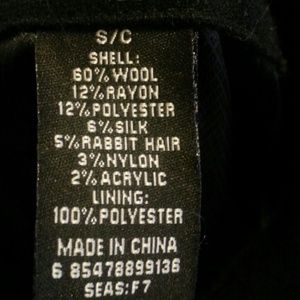 S/C
SHELL:
60%WOOL
12%RAYON
12%POLYESTER
6%SILK
5%RABBIT HAIR
3%NYLON
2%ACRYLIC
LINING:
100%POLYESTER
MADE IN CHINA
6 85478899136
SEAS:F7